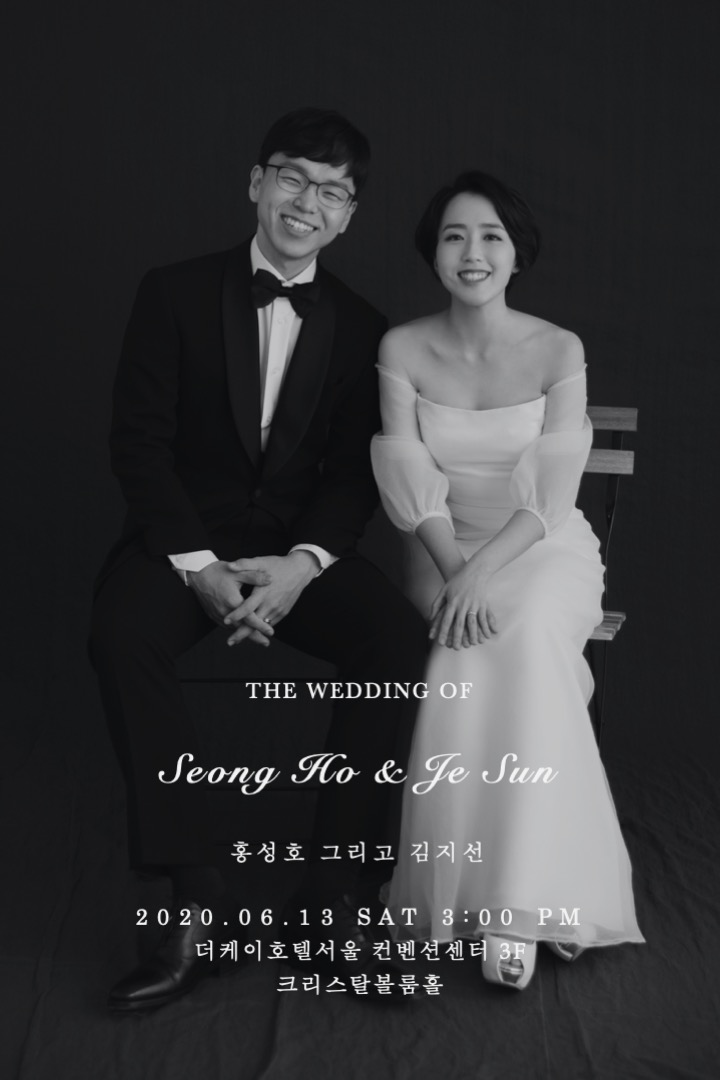 THE WEDDING OF
Seong Ho & Je Sun
홍성호 그리고 김지선
2020.06.13 SAT 3:00 PM
더케이호텔서울 컨벤션센터 3F
크리스탈볼룸홀